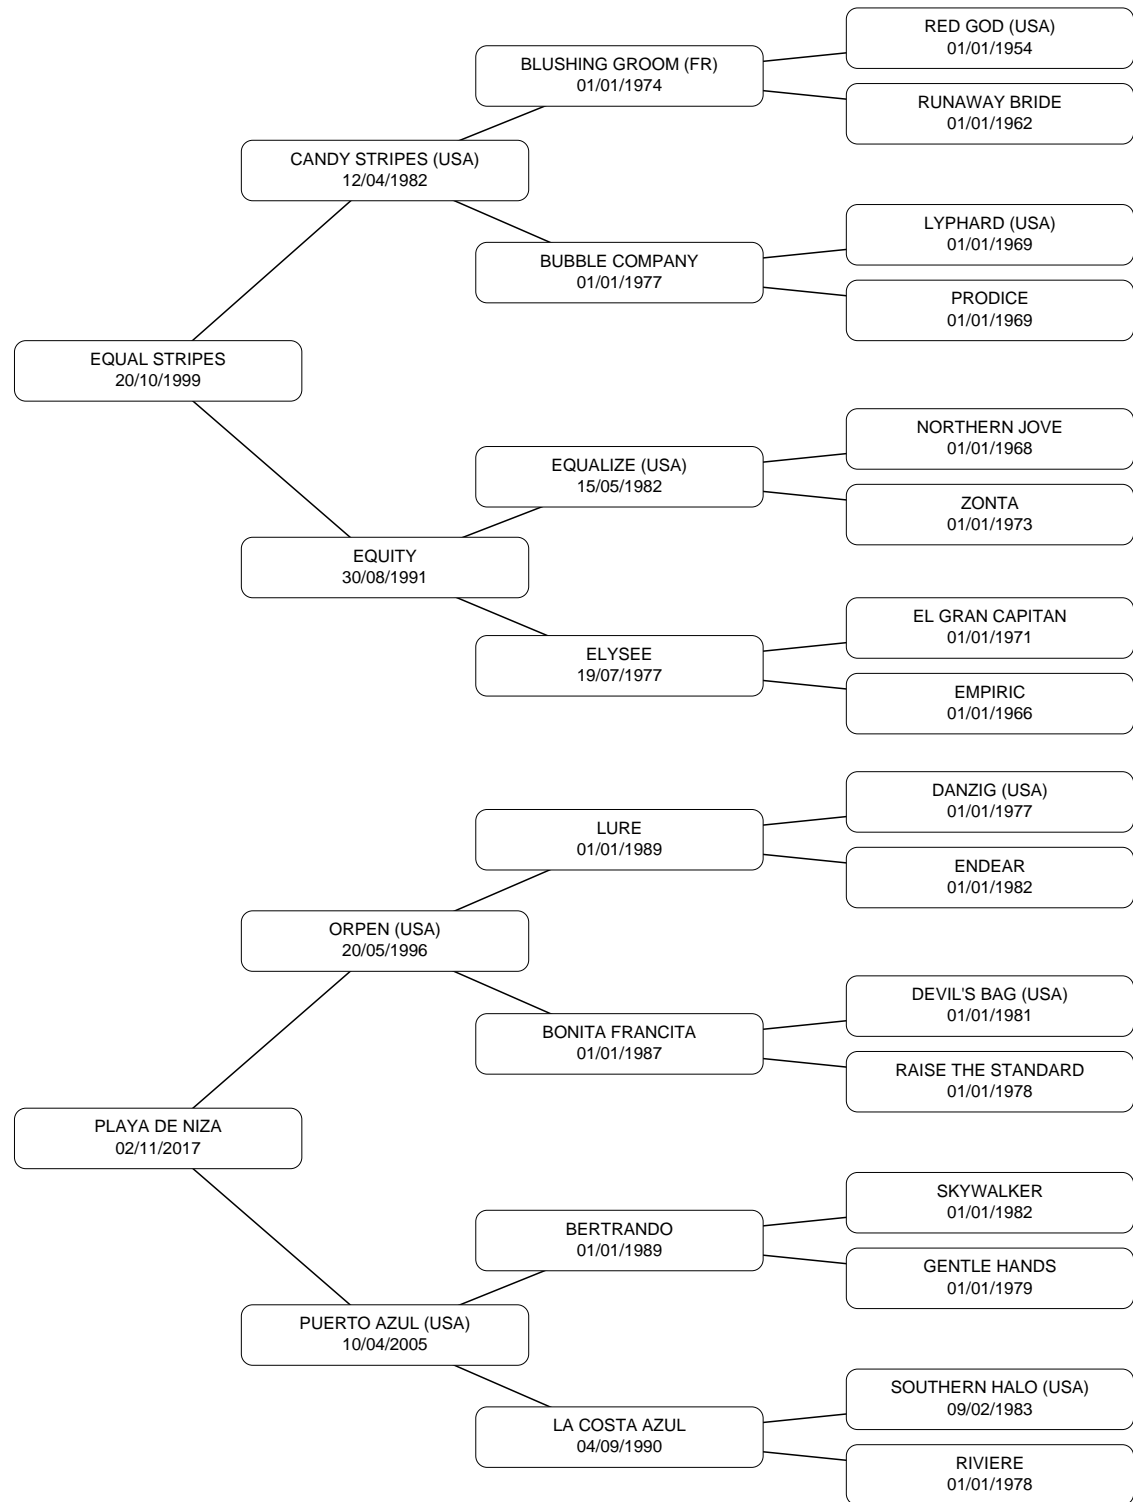 RED GOD (USA)
01/01/1954
BLUSHING GROOM (FR)
01/01/1974
RUNAWAY BRIDE
01/01/1962
CANDY STRIPES (USA)
12/04/1982
LYPHARD (USA)
01/01/1969
BUBBLE COMPANY
01/01/1977
PRODICE
01/01/1969
EQUAL STRIPES
20/10/1999
NORTHERN JOVE
01/01/1968
EQUALIZE (USA)
15/05/1982
ZONTA
01/01/1973
EQUITY
30/08/1991
EL GRAN CAPITAN
01/01/1971
ELYSEE
19/07/1977
EMPIRIC
01/01/1966
DANZIG (USA)
01/01/1977
LURE
01/01/1989
ENDEAR
01/01/1982
ORPEN (USA)
20/05/1996
DEVIL'S BAG (USA)
01/01/1981
BONITA FRANCITA
01/01/1987
RAISE THE STANDARD
01/01/1978
PLAYA DE NIZA
02/11/2017
SKYWALKER
01/01/1982
BERTRANDO
01/01/1989
GENTLE HANDS
01/01/1979
PUERTO AZUL (USA)
10/04/2005
SOUTHERN HALO (USA)
09/02/1983
LA COSTA AZUL
04/09/1990
RIVIERE
01/01/1978